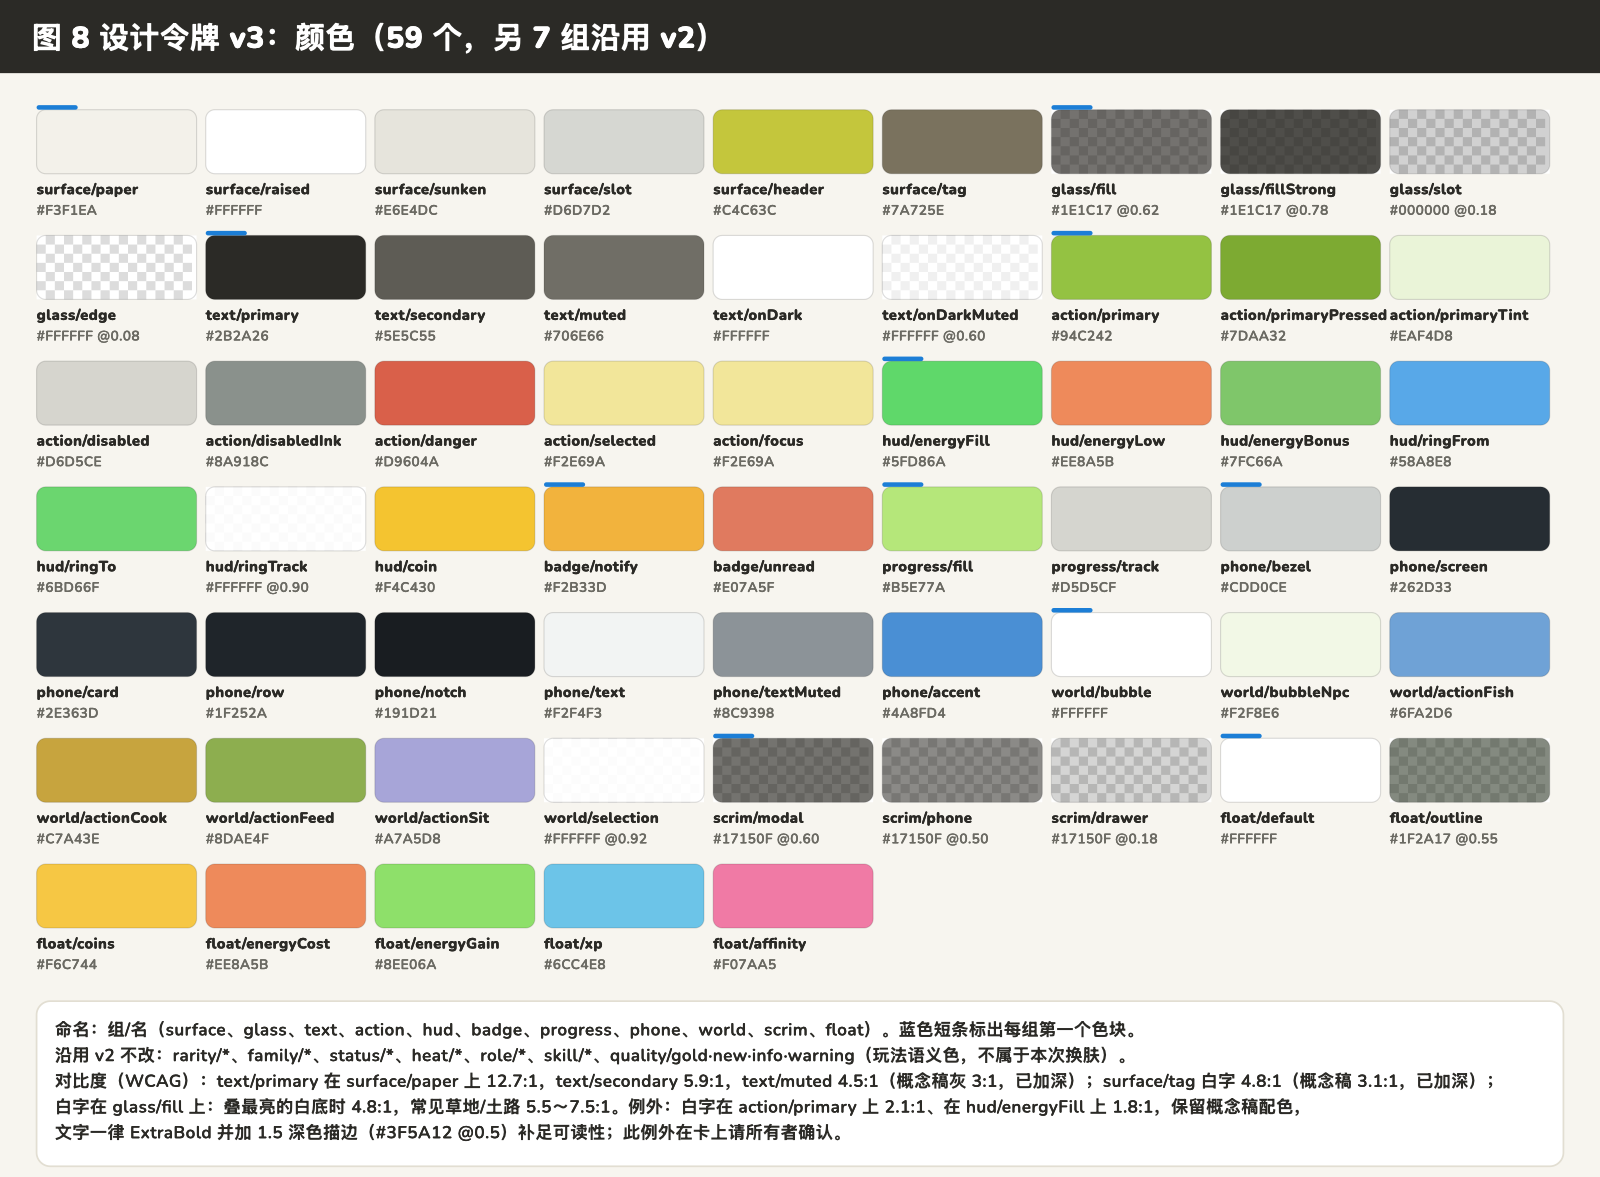 图 8 设计令牌 v3：颜色（59 个，另 7 组沿用 v2）
surface/paper surface/raised surface/sunken surface/slot surface/header surface/tag glass/fill glass/fillStrong glass/slot
#F3F1EA #FFFFFF #E6E4DC #D6D7D2 #C4C63C #7A725E #1E1C17 @0.62 #1E1C17 @0.78 #000000 @0.18
glass/edge text/primary text/secondary text/muted text/onDark text/onDarkMuted action/primary action/primaryPressed action/primaryTint
#FFFFFF @0.08 #2B2A26 #5E5C55 #706E66 #FFFFFF #FFFFFF @0.60 #94C242 #7DAA32 #EAF4D8
action/disabled action/disabledInk action/danger action/selected action/focus hud/energyFill hud/energyLow hud/energyBonus hud/ringFrom
#D6D5CE #8A918C #D9604A #F2E69A #F2E69A #5FD86A #EE8A5B #7FC66A #58A8E8
hud/ringTo hud/ringTrack hud/coin badge/notify badge/unread progress/fill progress/track phone/bezel phone/screen
#6BD66F #FFFFFF @0.90 #F4C430 #F2B33D #E07A5F #B5E77A #D5D5CF #CDD0CE #262D33
phone/card phone/row phone/notch phone/text phone/textMuted phone/accent world/bubble world/bubbleNpc world/actionFish
#2E363D #1F252A #191D21 #F2F4F3 #8C9398 #4A8FD4 #FFFFFF #F2F8E6 #6FA2D6
world/actionCook world/actionFeed world/actionSit world/selection scrim/modal scrim/phone scrim/drawer float/default float/outline
#C7A43E #8DAE4F #A7A5D8 #FFFFFF @0.92 #17150F @0.60 #17150F @0.50 #17150F @0.18 #FFFFFF #1F2A17 @0.55
float/coins float/energyCost float/energyGain float/xp float/affinity
#F6C744 #EE8A5B #8EE06A #6CC4E8 #F07AA5
命名：组/名（surface、glass、text、action、hud、badge、progress、phone、world、scrim、float）。蓝色短条标出每组第一个色块。
沿用 v2 不改：rarity/*、family/*、status/*、heat/*、role/*、skill/*、quality/gold·new·info·warning（玩法语义色，不属于本次换肤）。
对比度（WCAG）：text/primary 在 surface/paper 上 12.7:1，text/secondary 5.9:1，text/muted 4.5:1（概念稿灰 3:1，已加深）；surface/tag 白字 4.8:1（概念稿 3.1:1，已加深）；
白字在 glass/fill 上：叠最亮的白底时 4.8:1，常见草地/土路 5.5～7.5:1。例外：白字在 action/primary 上 2.1:1、在 hud/energyFill 上 1.8:1，保留概念稿配色，
文字一律 ExtraBold 并加 1.5 深色描边（#3F5A12 @0.5）补足可读性；此例外在卡上请所有者确认。